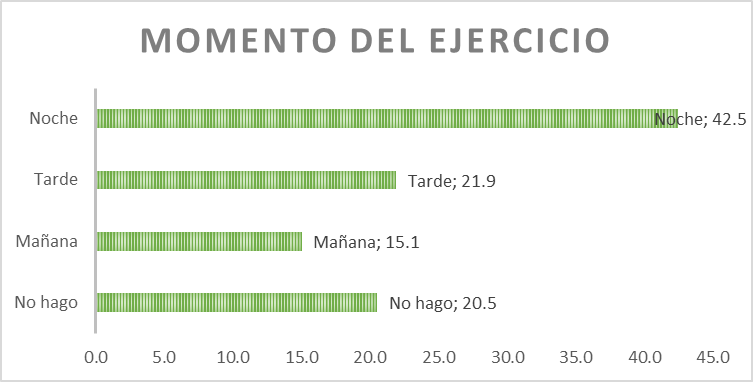 MOMENTO DEL EJERCICIO
Noche
Noche; 42.5
Tarde
Tarde; 21.9
Mañana
Mañana; 15.1
No hago
No hago; 20.5
0.0 5.0 10.0 15.0 20.0 25.0 30.0 35.0 40.0 45.0